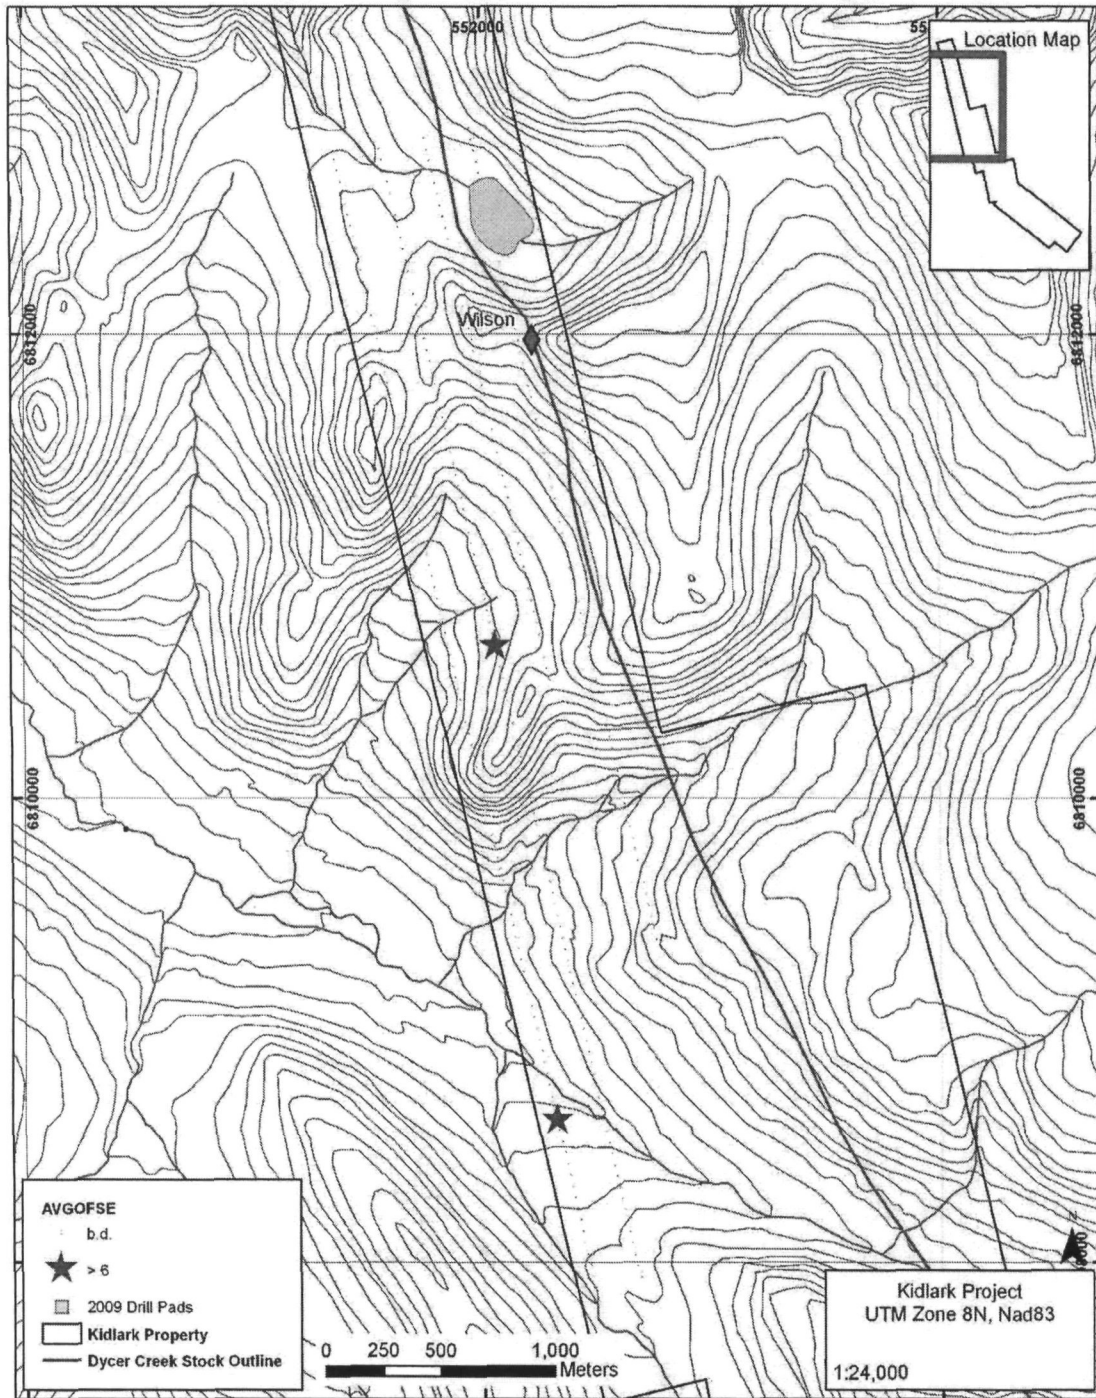 552000
55
Location Map
Wilson
6812000
6812000
6810000
6810000
AVGOFSE
b.d.
> 6
2009 Drill Pads
Kidlark Property
Dycer Creek Stock Outline
0 250 500 1,000
Meters
N
Kidlark Project
UTM Zone 8N, Nad83
1:24,000